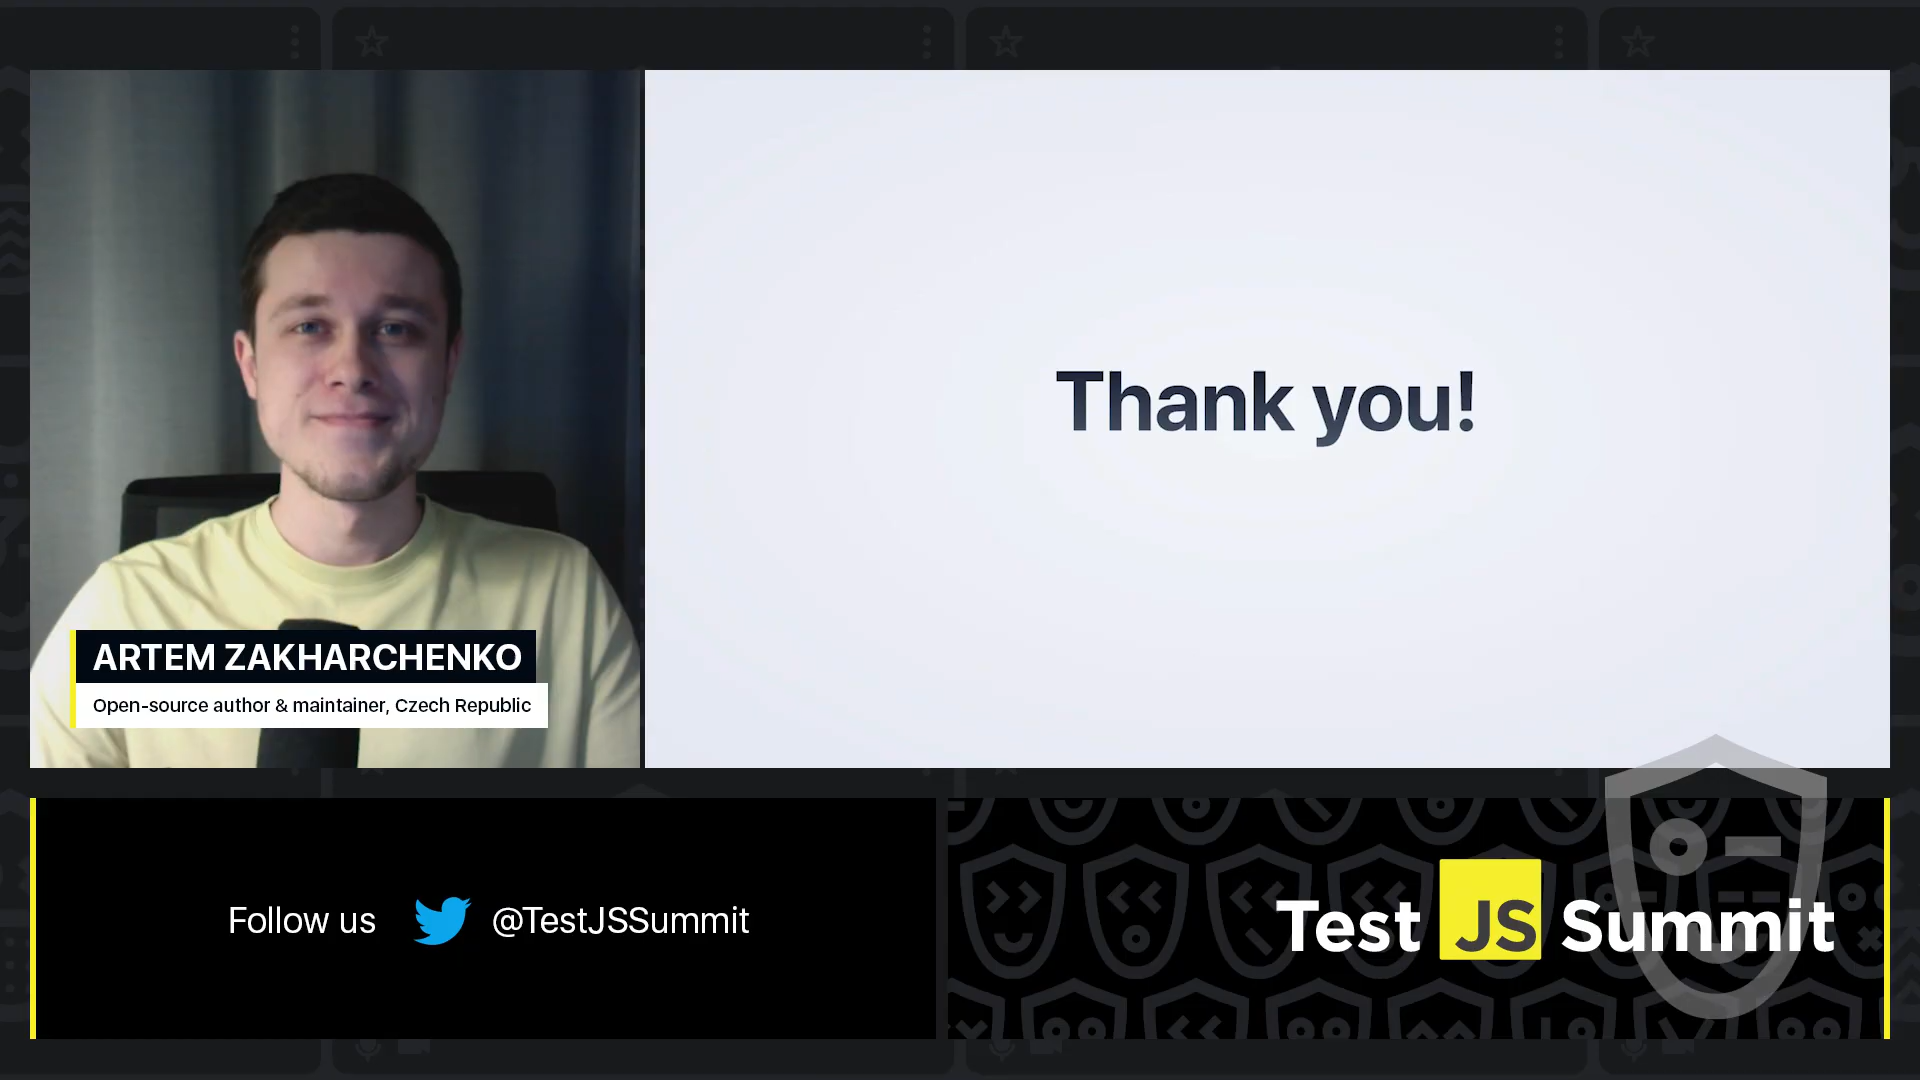 Thank you!
ARTEM ZAKHARCHENKO
Open-source author & maintainer, Czech Republic
Follow us @TestJSSummit
Test JS Summit